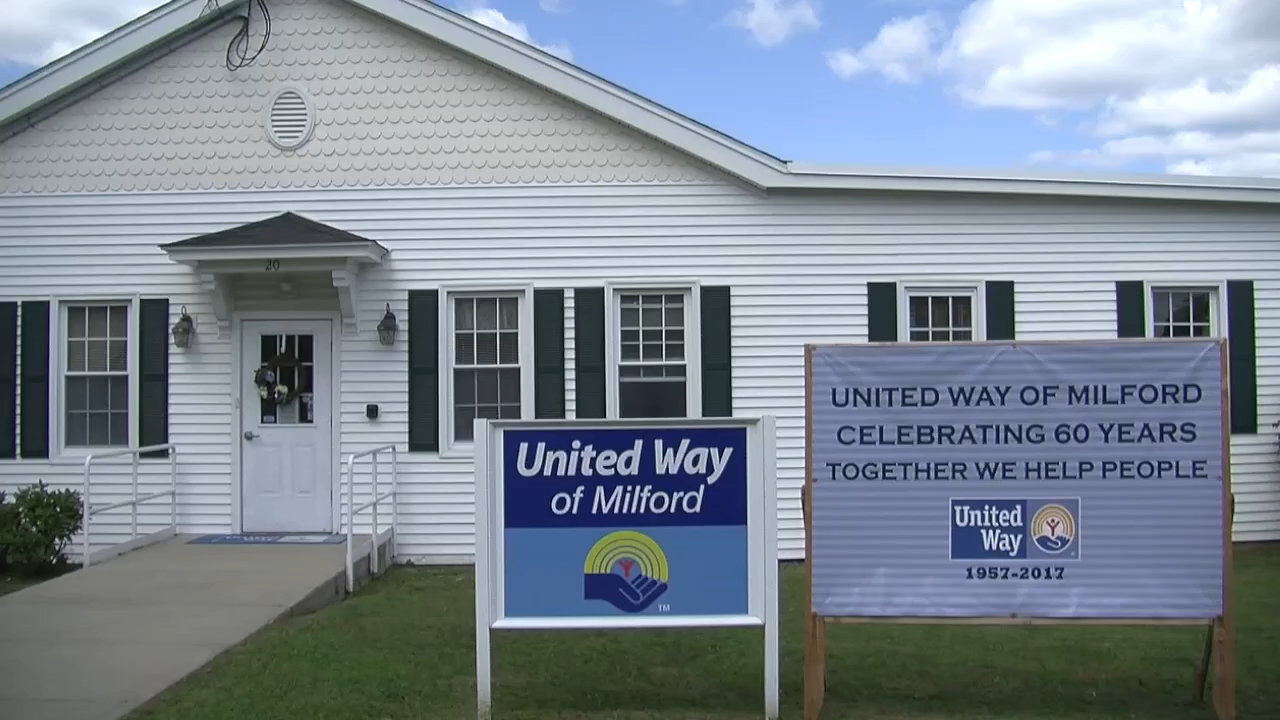 20
United Way
of Milford
TM
UNITED WAY OF MILFORD
CELEBRATING 60 YEARS
TOGETHER WE HELP PEOPLE
United
Way
1957-2017